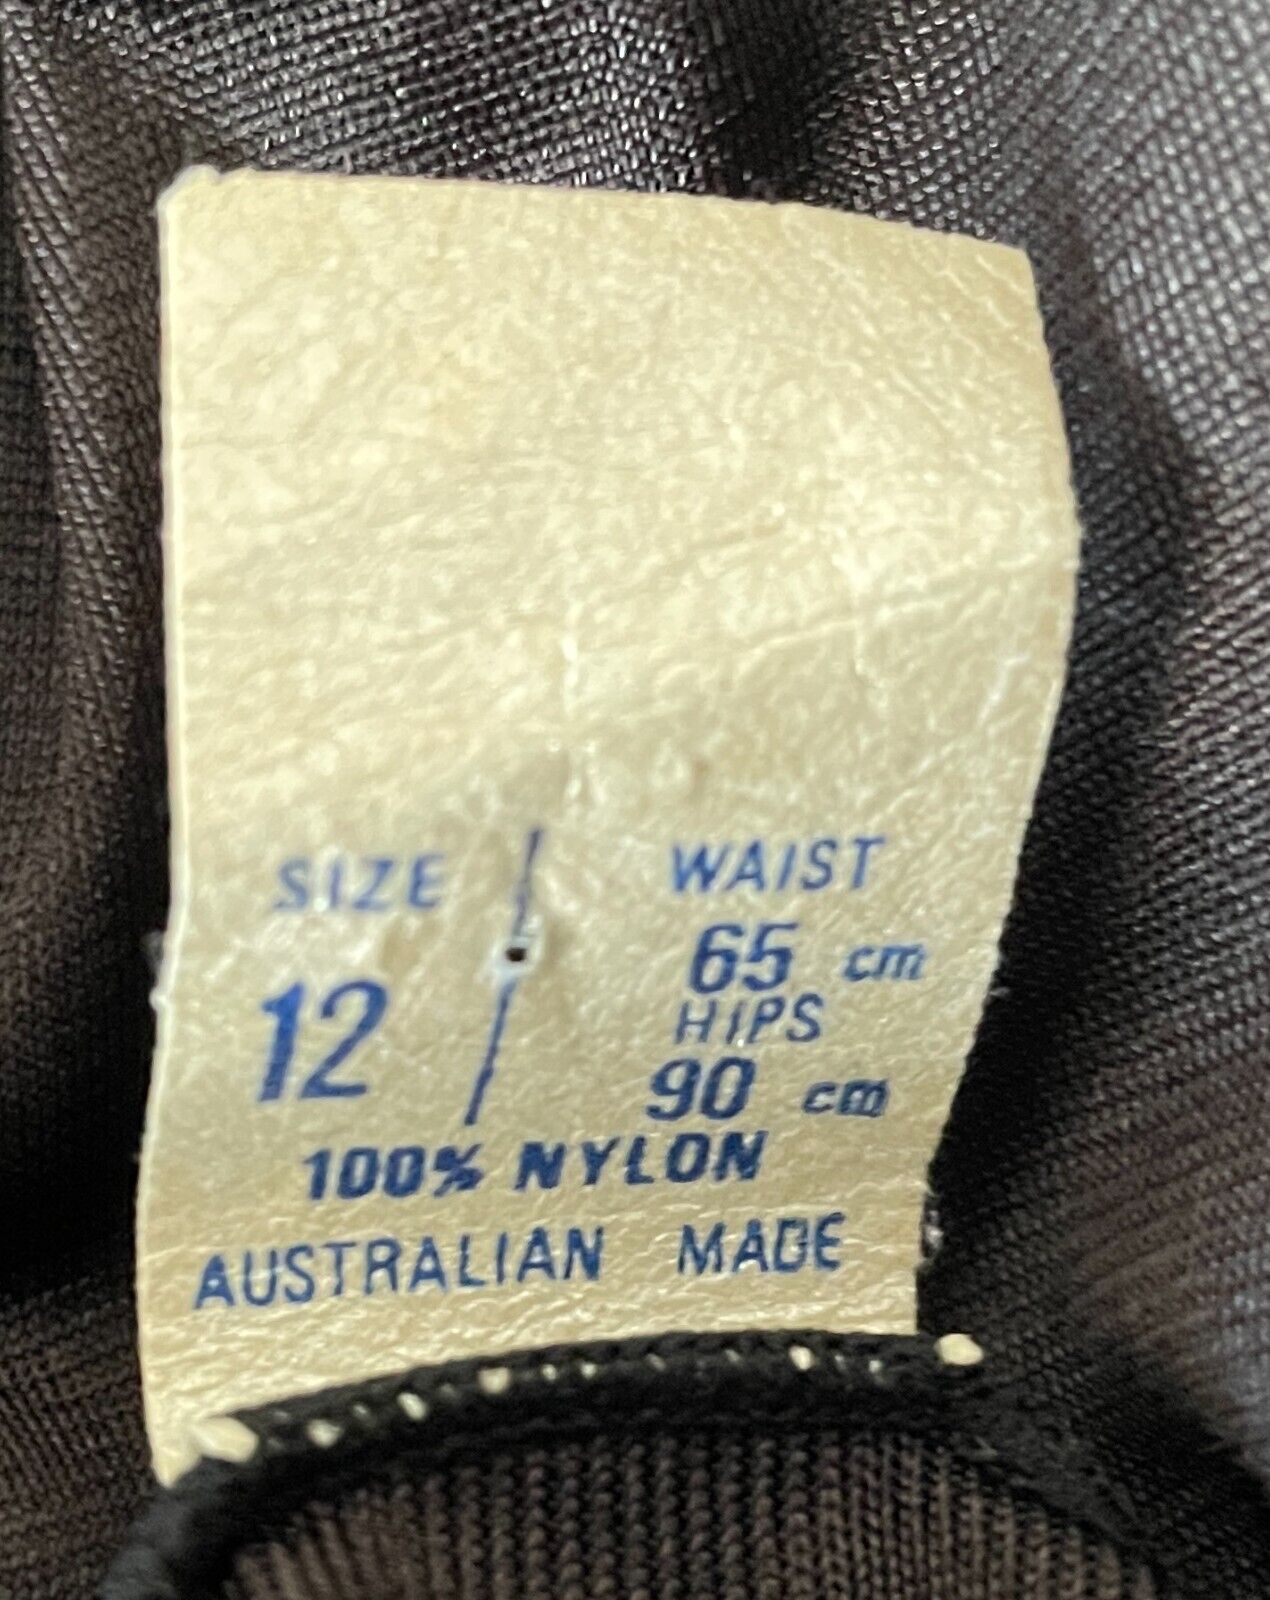 SIZE
12
WAIST
65 cm
HIPS
90 cm
100% NYLON
AUSTRALIAN MADE